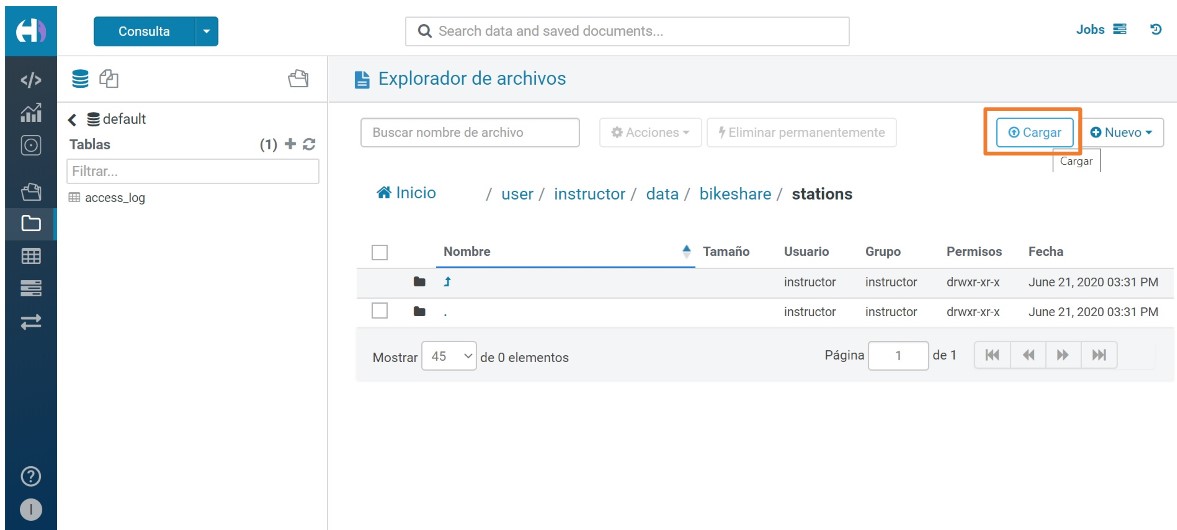 Consulta
Search data and saved documents...
Jobs
default
Tablas (1)
Filtrar...
access_log
Explorador de archivos
Buscar nombre de archivo
Acciones
Eliminar permanentemente
Cargar
Nuevo
Cargar
Inicio / user / instructor / data / bikeshare / stations
Nombre Tamaño Usuario Grupo Permisos Fecha
instructor instructor drwxr-xr-x June 21, 2020 03:31 PM
. instructor instructor drwxr-xr-x June 21, 2020 03:31 PM
Mostrar 45 de 0 elementos Página 1 de 1
I